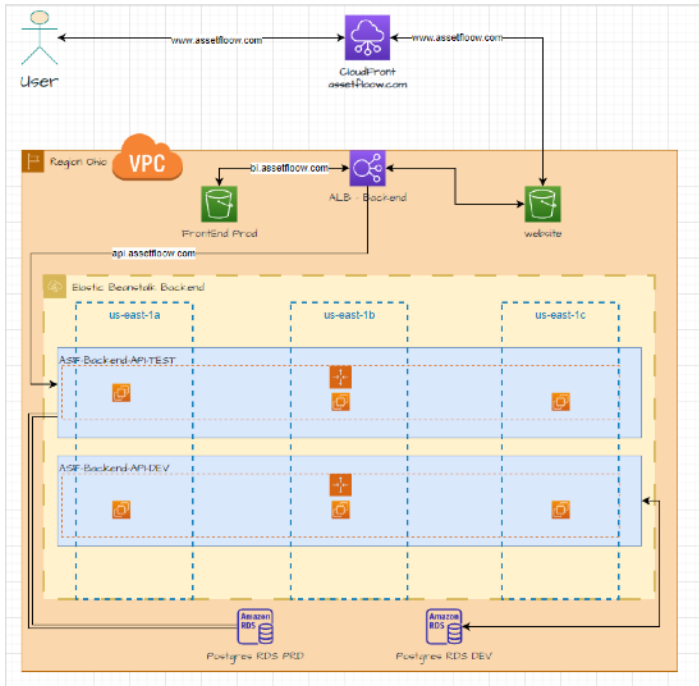 www.assetfloow.com
www.assetfloow.com
User
CloudFront
assetfloow.com
Region Ohio
VPC
bi.assetfloow.com
ALB - Backend
FrontEnd Prod
website
api.assetfloow.com
Elastic Beanstalk Backend
us-east-1a
us-east-1b
us-east-1c
ASIF-Backend-API-TEST
ASIF-Backend-API-DEV
Amazon
RDS
Amazon
RDS
Postgres RDS PRD
Postgres RDS DEV